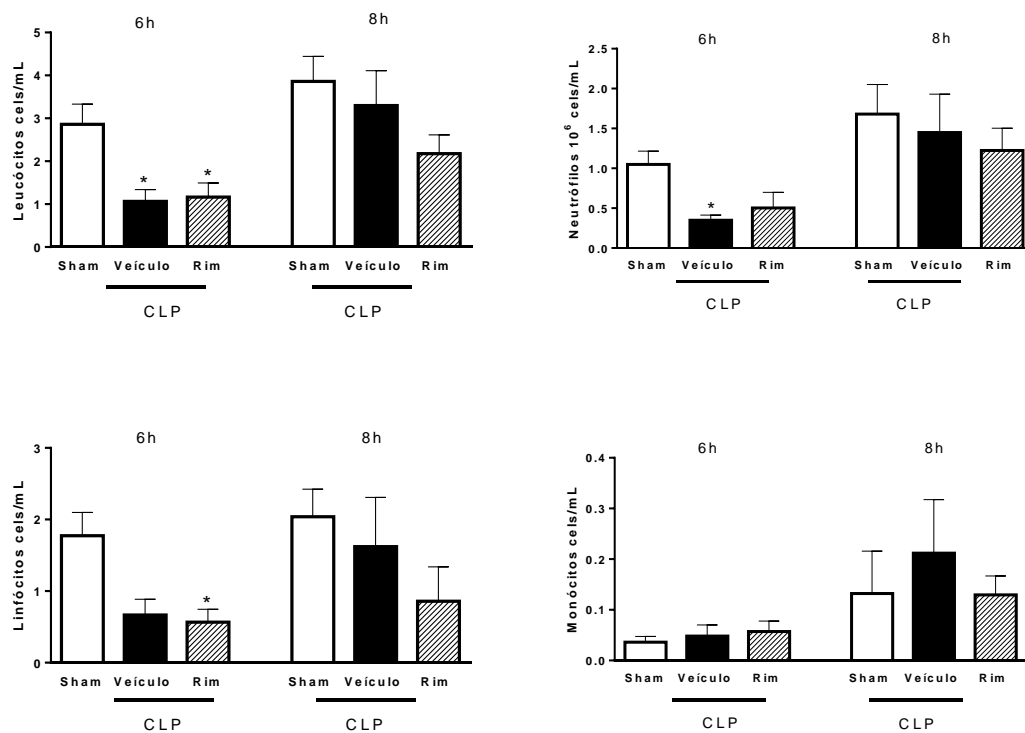 6h
8h
Leucócitos cels/mL
5
4
3
2
1
0
*
*
Sham Veículo Rim
Sham Veículo Rim
CLP
CLP
6h
8h
Neutrófilos 10⁶ cels/mL
2.5
2.0
1.5
1.0
0.5
0.0
*
Sham Veículo Rim
Sham Veículo Rim
CLP
CLP
6h
8h
Linfócitos cels/mL
3
2
1
0
*
Sham Veículo Rim
Sham Veículo Rim
CLP
CLP
6h
8h
Monócitos cels/mL
0.4
0.3
0.2
0.1
0.0
Sham Veículo Rim
Sham Veículo Rim
CLP
CLP